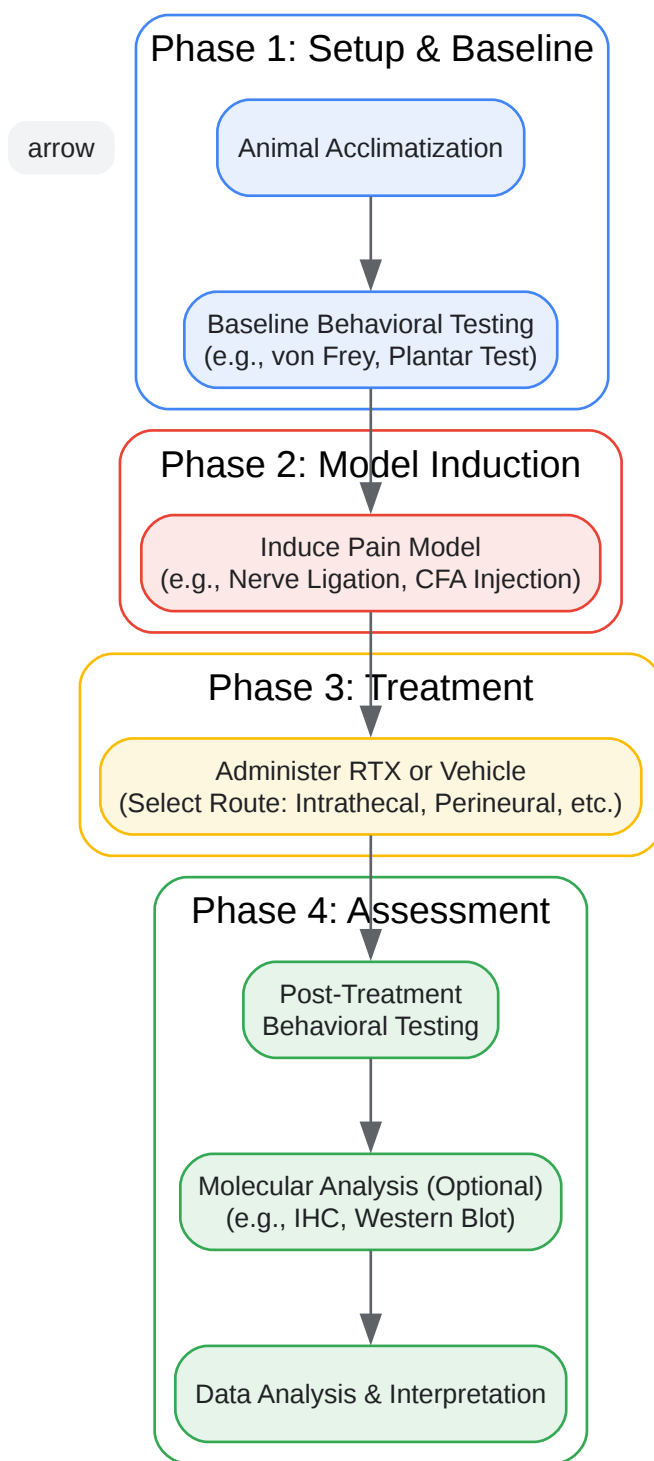 Phase 1: Setup & Baseline
arrow
Animal Acclimatization
Baseline Behavioral Testing
(e.g., von Frey, Plantar Test)
Phase 2: Model Induction
Induce Pain Model
(e.g., Nerve Ligation, CFA Injection)
Phase 3: Treatment
Administer RTX or Vehicle
(Select Route: Intrathecal, Perineural, etc.)
Phase 4: Assessment
Post-Treatment
Behavioral Testing
Molecular Analysis (Optional)
(e.g., IHC, Western Blot)
Data Analysis & Interpretation